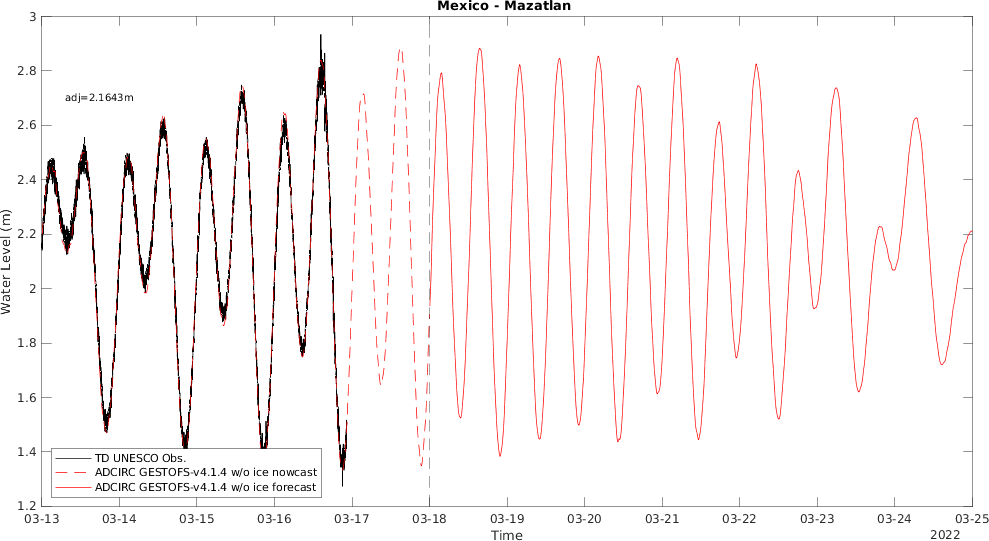 Mexico - Mazatlan
3
2.8
adj=2.1643m
2.6
2.4
2.2
Water Level (m)
2
1.8
1.6
1.4
1.2
TD UNESCO Obs.
ADCIRC GESTOFS-v4.1.4 w/o ice nowcast
ADCIRC GESTOFS-v4.1.4 w/o ice forecast
03-13 03-14 03-15 03-16 03-17 03-18 03-19 03-20 03-21 03-22 03-23 03-24 03-25
Time
2022